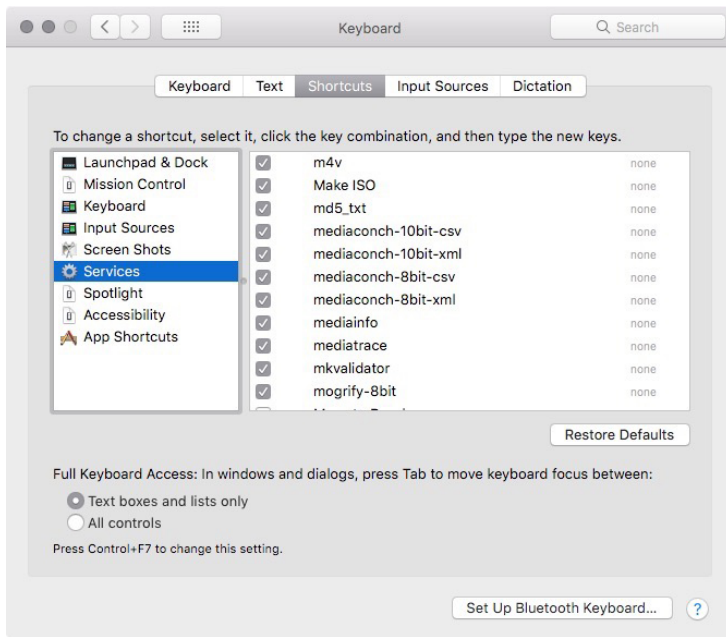 Keyboard
Search
Keyboard Text Shortcuts Input Sources Dictation
To change a shortcut, select it, click the key combination, and then type the new keys.
Launchpad & Dock
Mission Control
Keyboard
Input Sources
Screen Shots
Services
Spotlight
Accessibility
App Shortcuts
m4v none
Make ISO none
md5_txt none
mediaconch-10bit-csv none
mediaconch-10bit-xml none
mediaconch-8bit-csv none
mediaconch-8bit-xml none
mediainfo none
mediatrace none
mkvalidator none
mogrify-8bit none
Restore Defaults
Full Keyboard Access: In windows and dialogs, press Tab to move keyboard focus between:
Text boxes and lists only
All controls
Press Control+F7 to change this setting.
Set Up Bluetooth Keyboard... ?